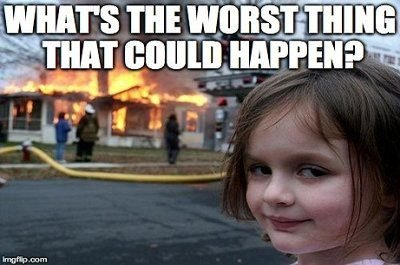 WHAT'S THE WORST THING
THAT COULD HAPPEN?
imgflip.com